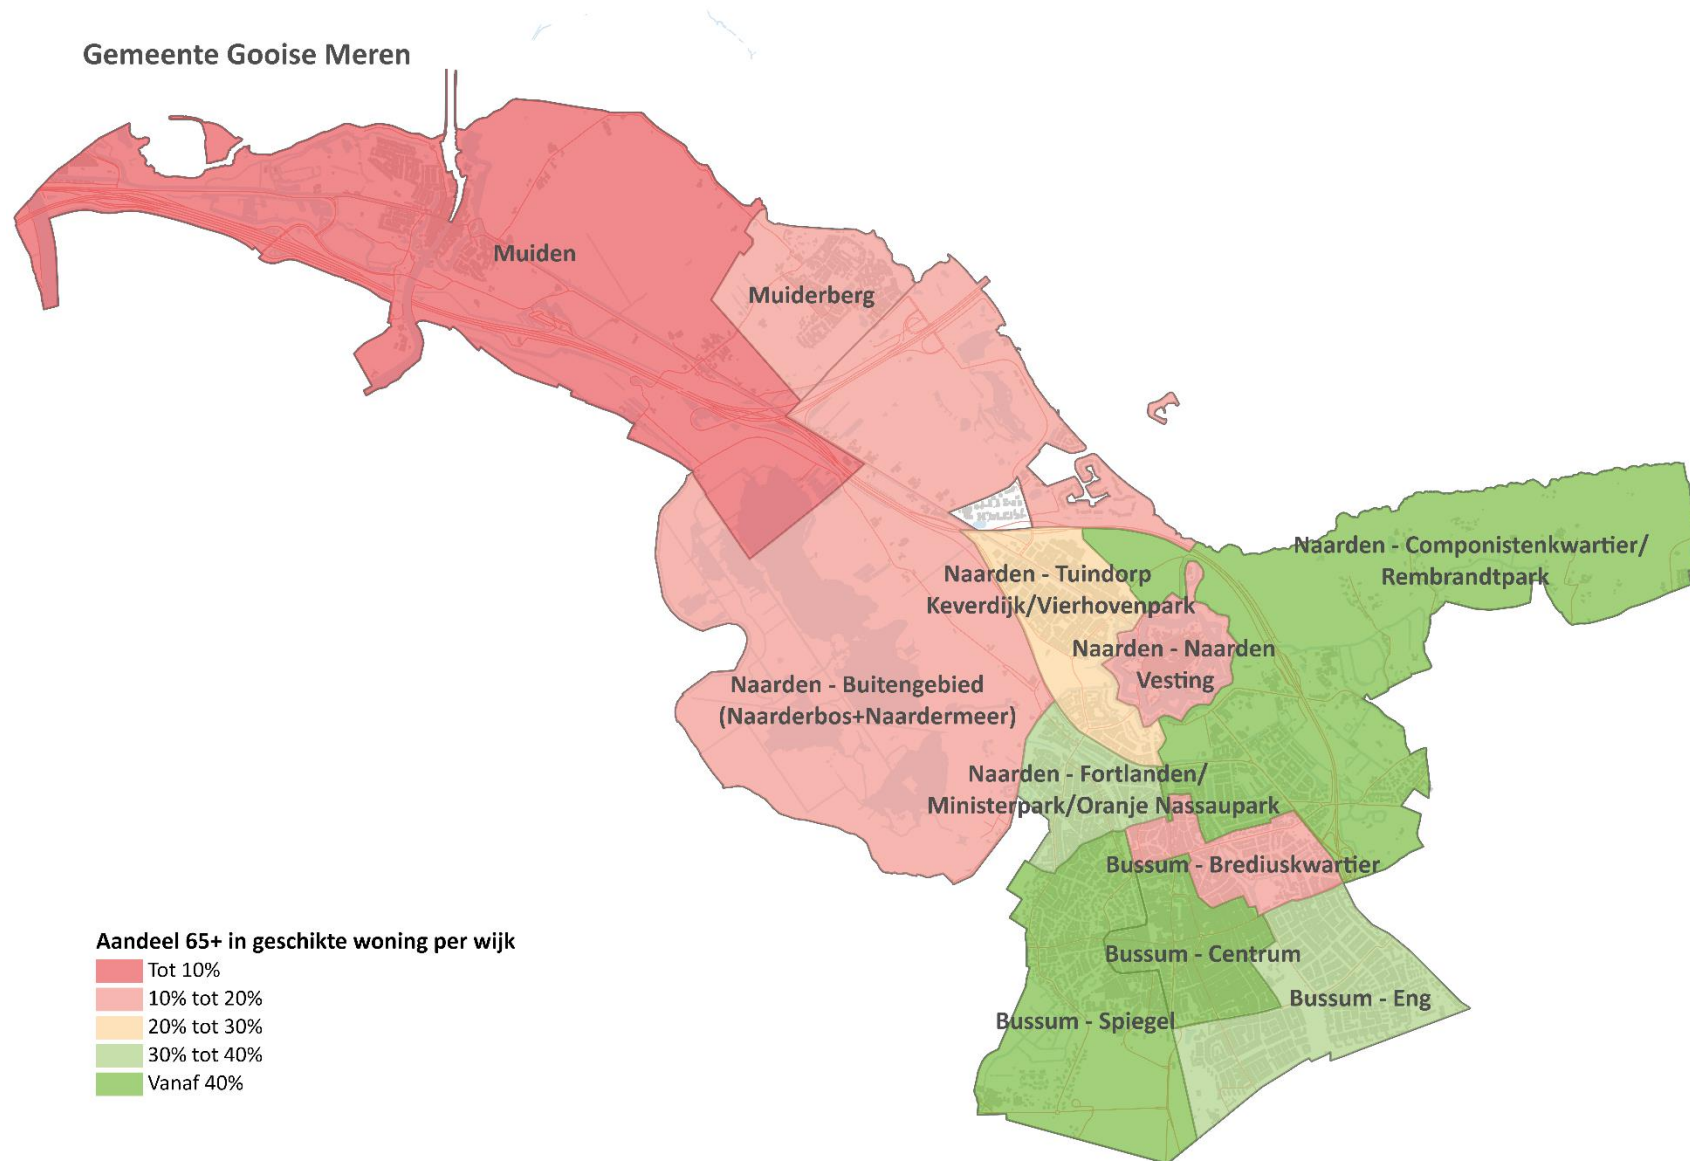 Gemeente Gooise Meren
Muiden
Muiderberg
Naarden - Componistenkwartier/
Rembrandtpark
Naarden - Tuindorp
Keverdijk/Vierhovenpark
Naarden - Naarden
Vesting
Naarden - Buitengebied
(Naarderbos+Naardermeer)
Naarden - Fortlanden/
Ministerpark/Oranje Nassaupark
Bussum - Brediuskwartier
Bussum - Centrum
Bussum - Eng
Bussum - Spiegel
Aandeel 65+ in geschikte woning per wijk
Tot 10%
10% tot 20%
20% tot 30%
30% tot 40%
Vanaf 40%